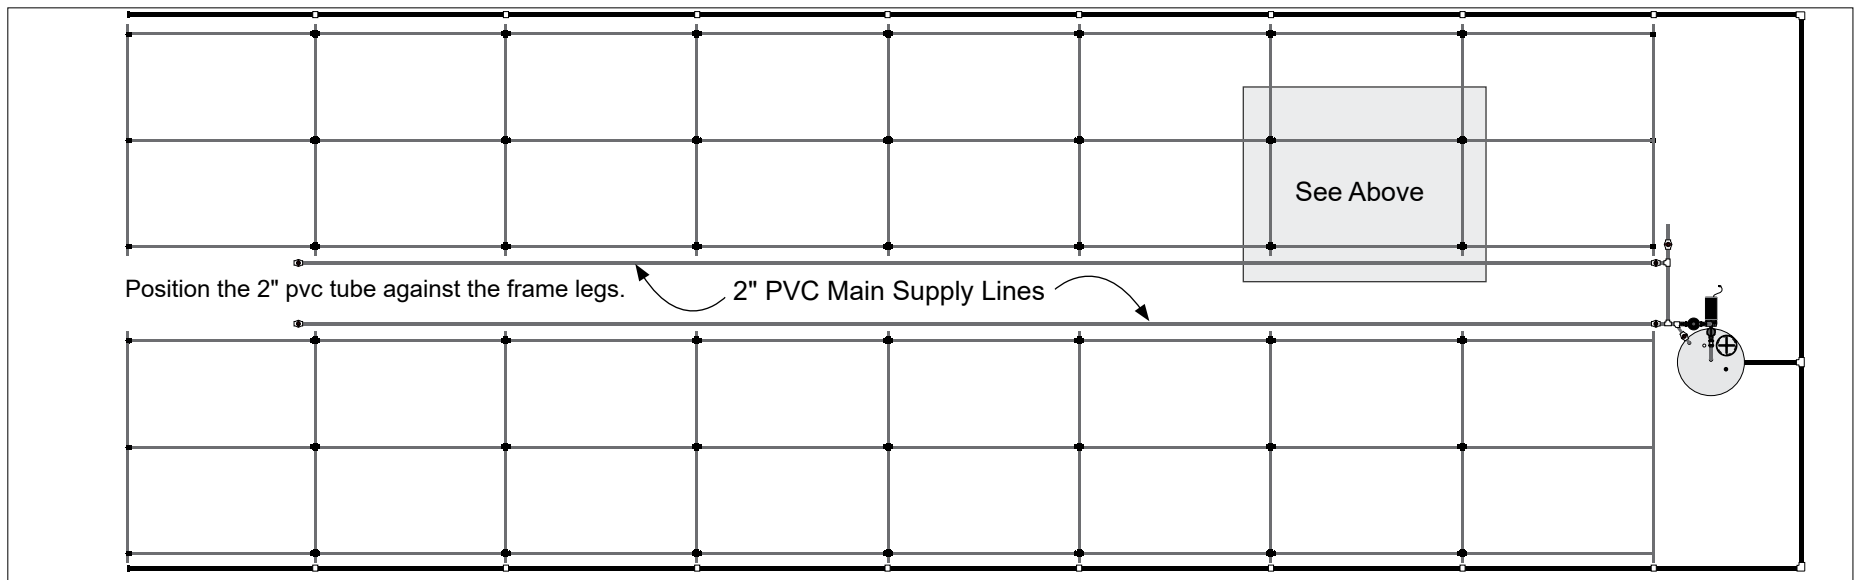 See Above
Position the 2" pvc tube against the frame legs.
2" PVC Main Supply Lines